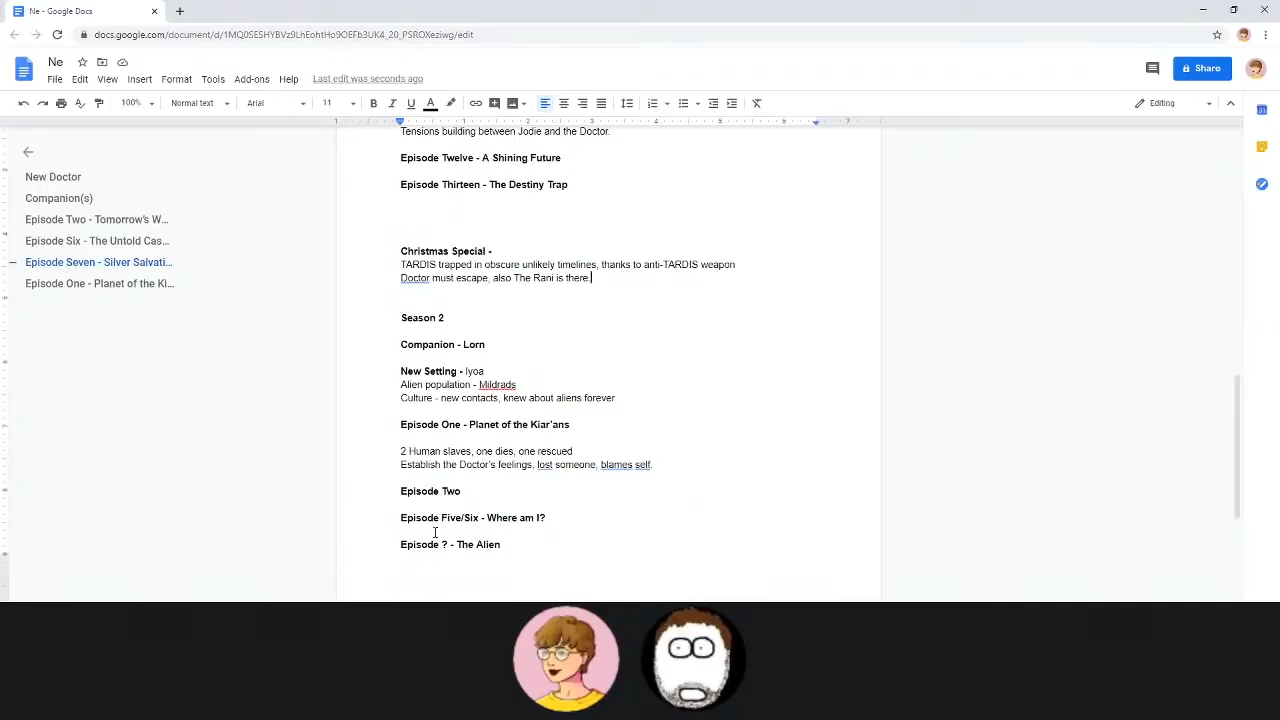 Ne - Google Docs
docs.google.com/document/d/1MQ0SESHYBVz9LhEohtHo9OEFb3UK4_20_PSROXeziwg/edit
Ne
File Edit View Insert Format Tools Add-ons Help Last edit was seconds ago
Share
100% Normal text Arial 11 Editing
New Doctor
Companion(s)
Episode Two - Tomorrow's W...
Episode Six - The Untold Cas...
Episode Seven - Silver Salvati...
Episode One - Planet of the Ki...
Tensions building between Jodie and the Doctor.
Episode Twelve - A Shining Future
Episode Thirteen - The Destiny Trap
Christmas Special -
TARDIS trapped in obscure unlikely timelines, thanks to anti-TARDIS weapon
Doctor must escape, also The Rani is there.
Season 2
Companion - Lorn
New Setting - Iyoa
Alien population - Mildrads
Culture - new contacts, knew about aliens forever
Episode One - Planet of the Kiar'ans
2 Human slaves, one dies, one rescued
Establish the Doctor's feelings, lost someone, blames self.
Episode Two
Episode Five/Six - Where am I?
Episode ? - The Alien